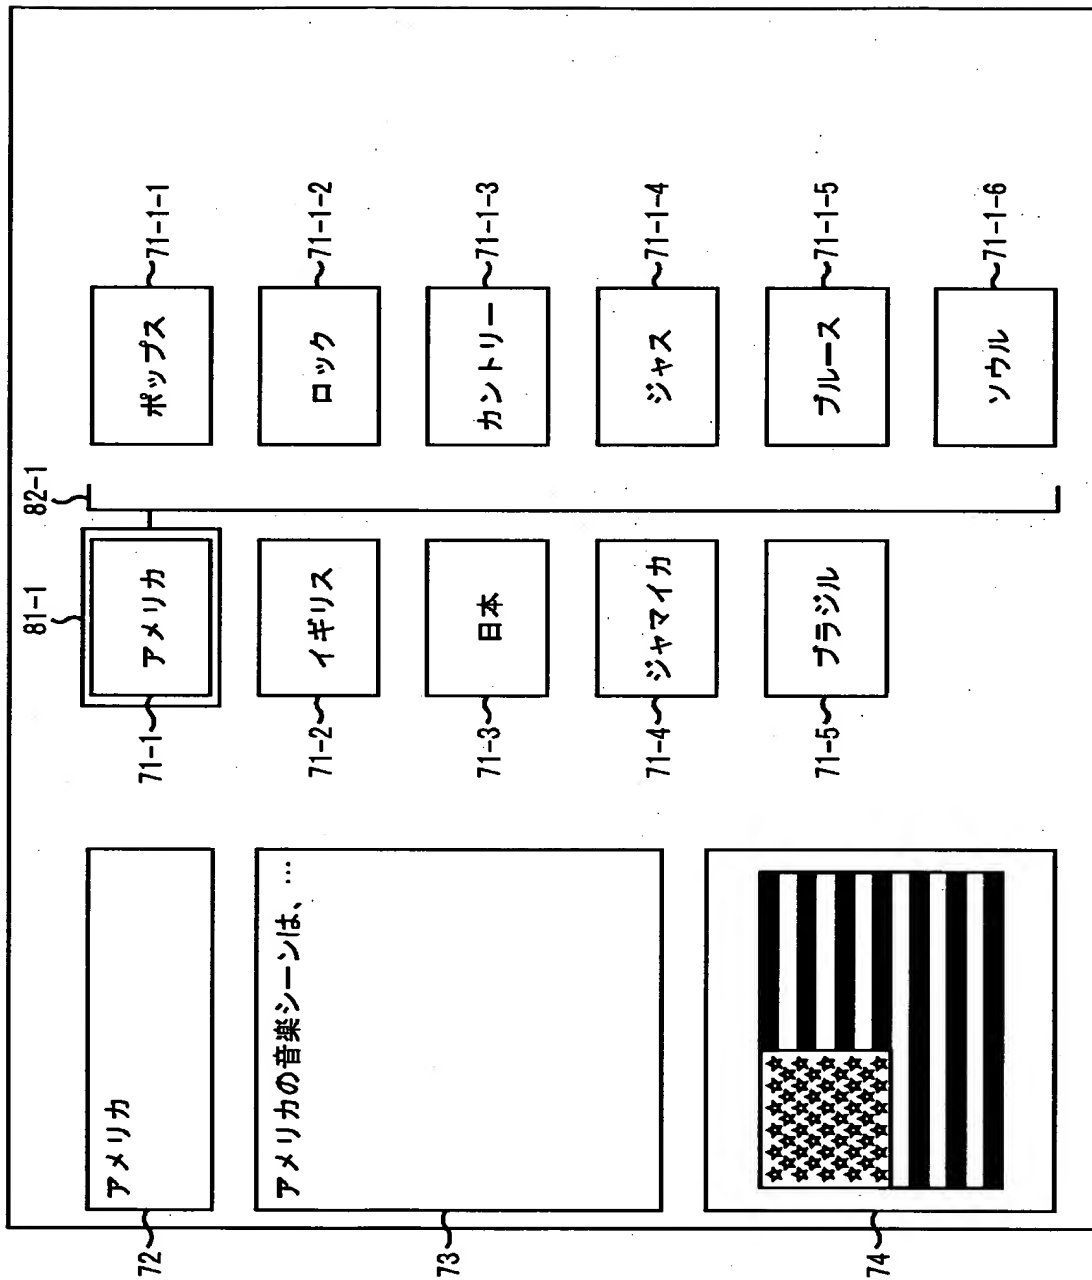 72
アメリカ
73
アメリカの音楽シーンは、…
74
81-1
82-1
71-1
アメリカ
71-2
イギリス
71-3
日本
71-4
ジャマイカ
71-5
ブラジル
ポップス
71-1-1
ロック
71-1-2
カントリー
71-1-3
ジャス
71-1-4
ブルース
71-1-5
ソウル
71-1-6